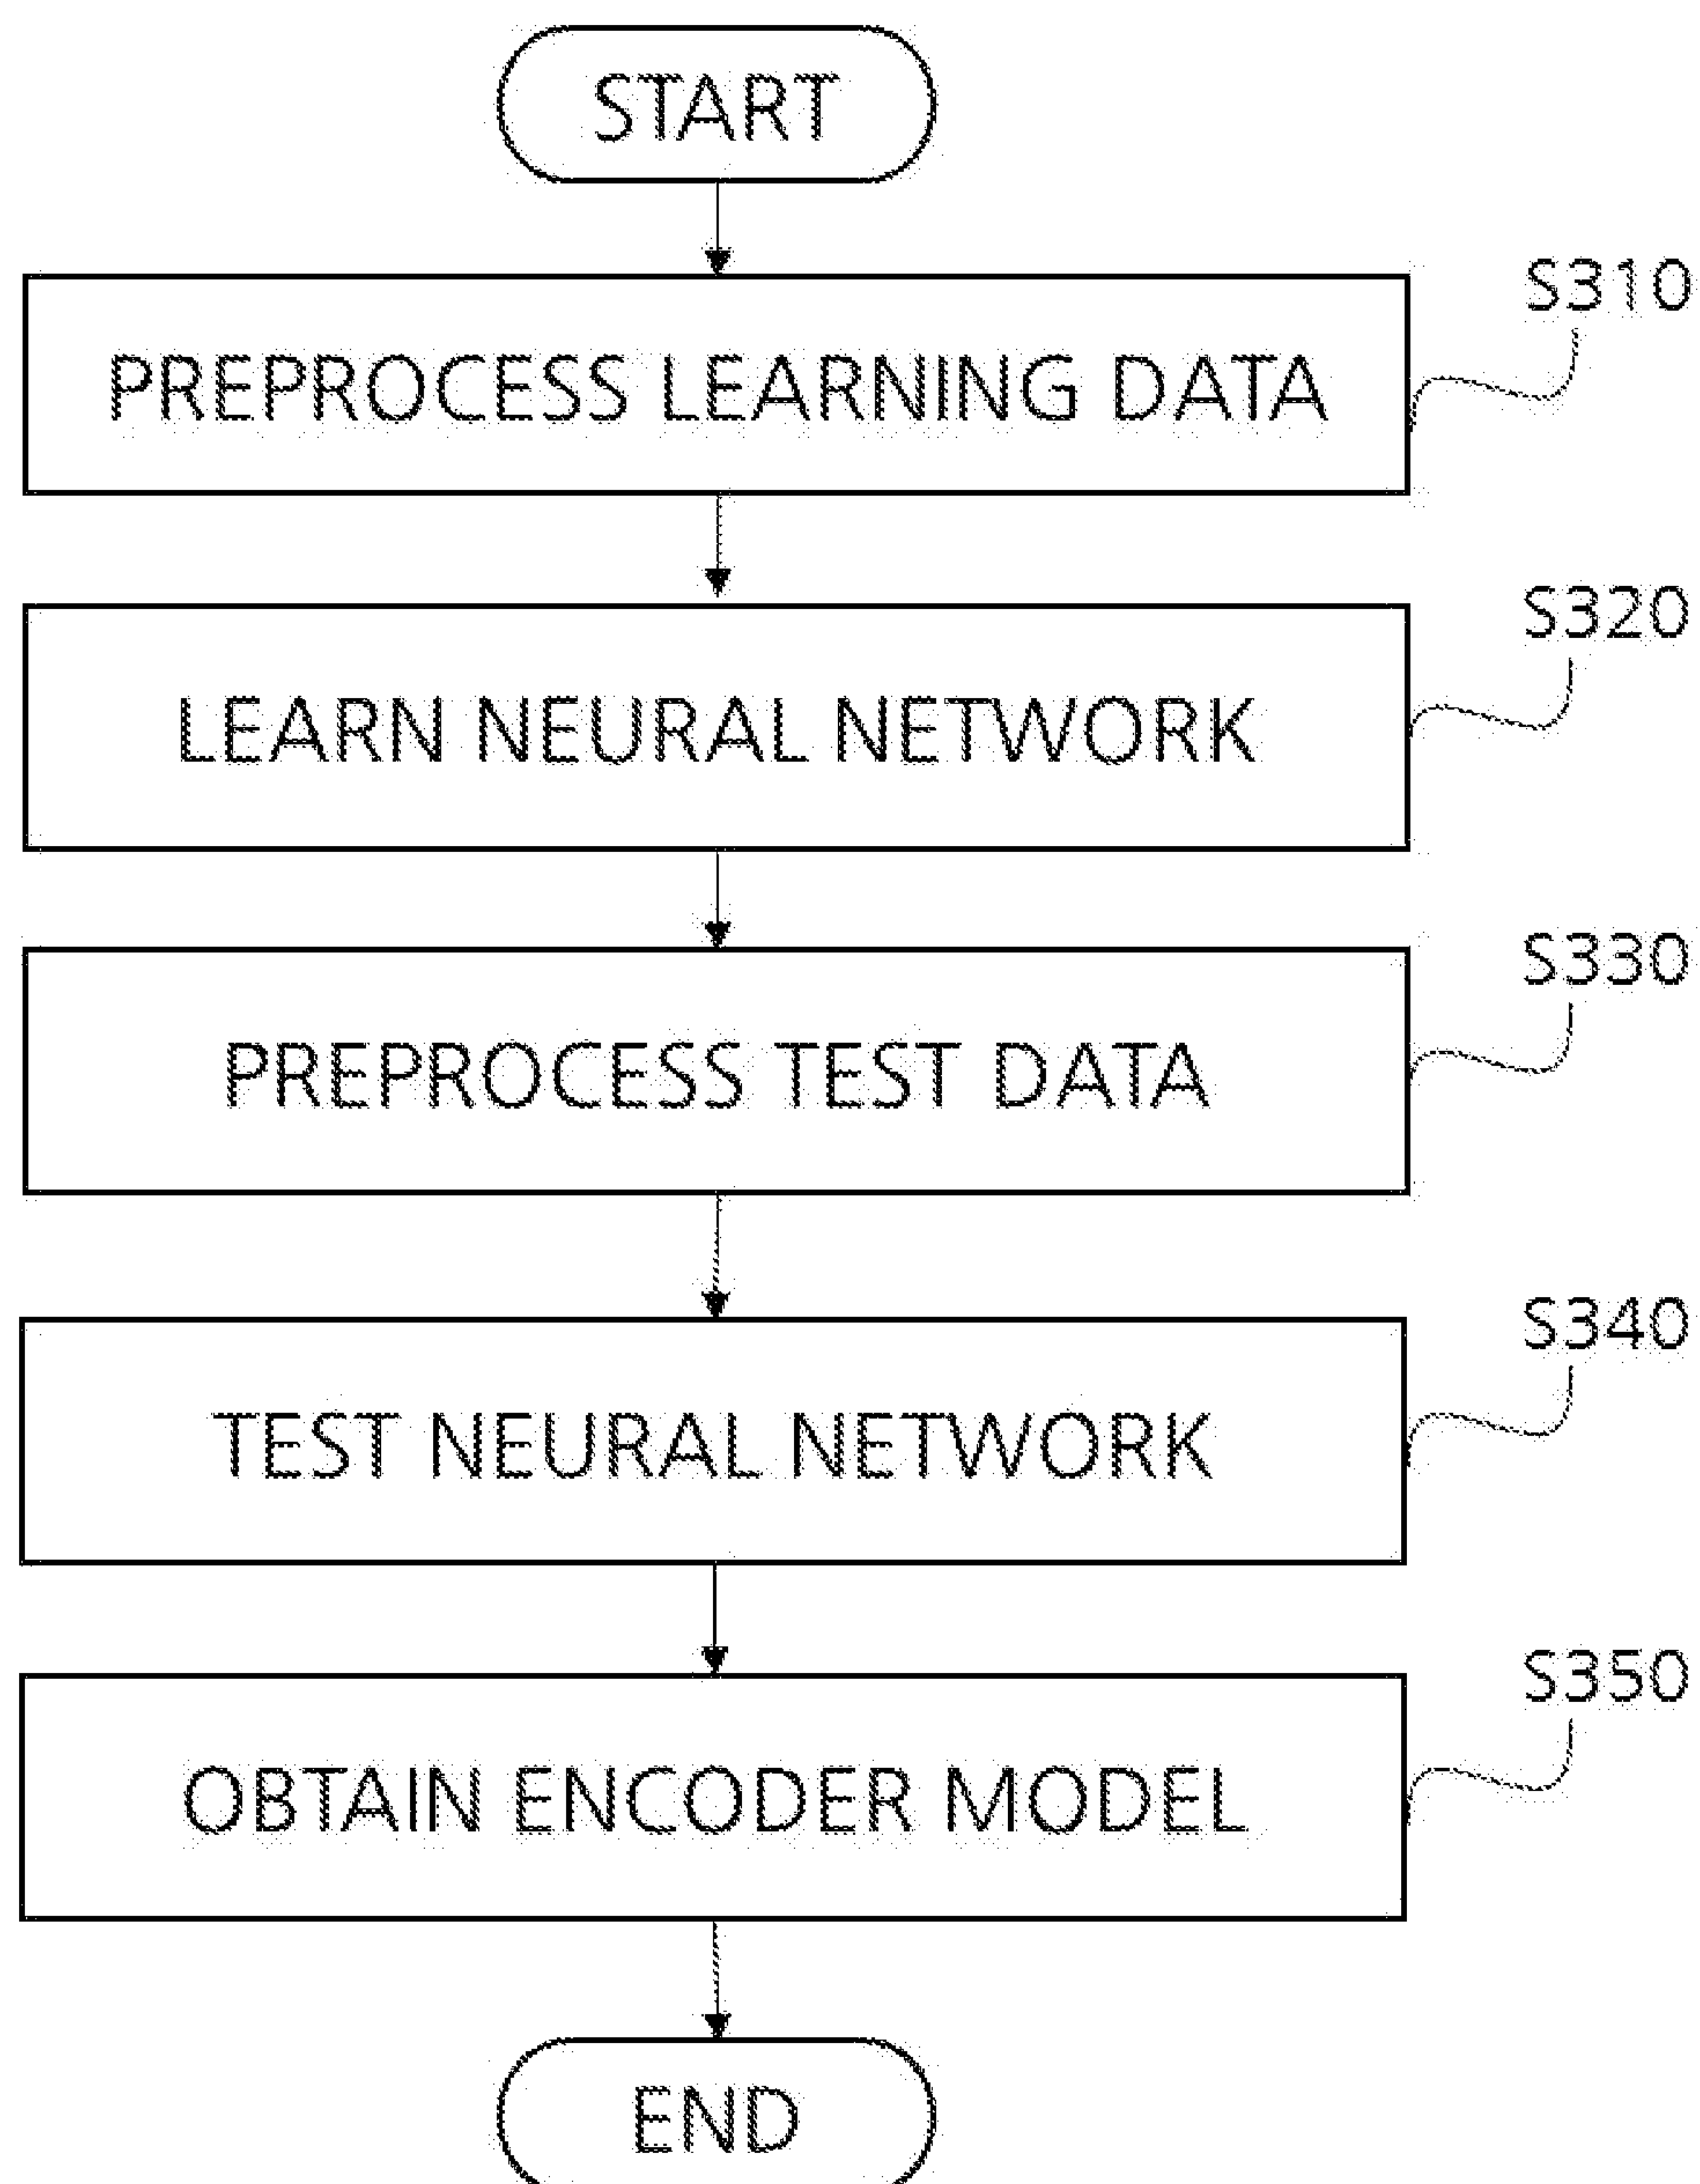 START
S310
PREPROCESS LEARNING DATA
S320
LEARN NEURAL NETWORK
S330
PREPROCESS TEST DATA
S340
TEST NEURAL NETWORK
S350
OBTAIN ENCODER MODEL
END